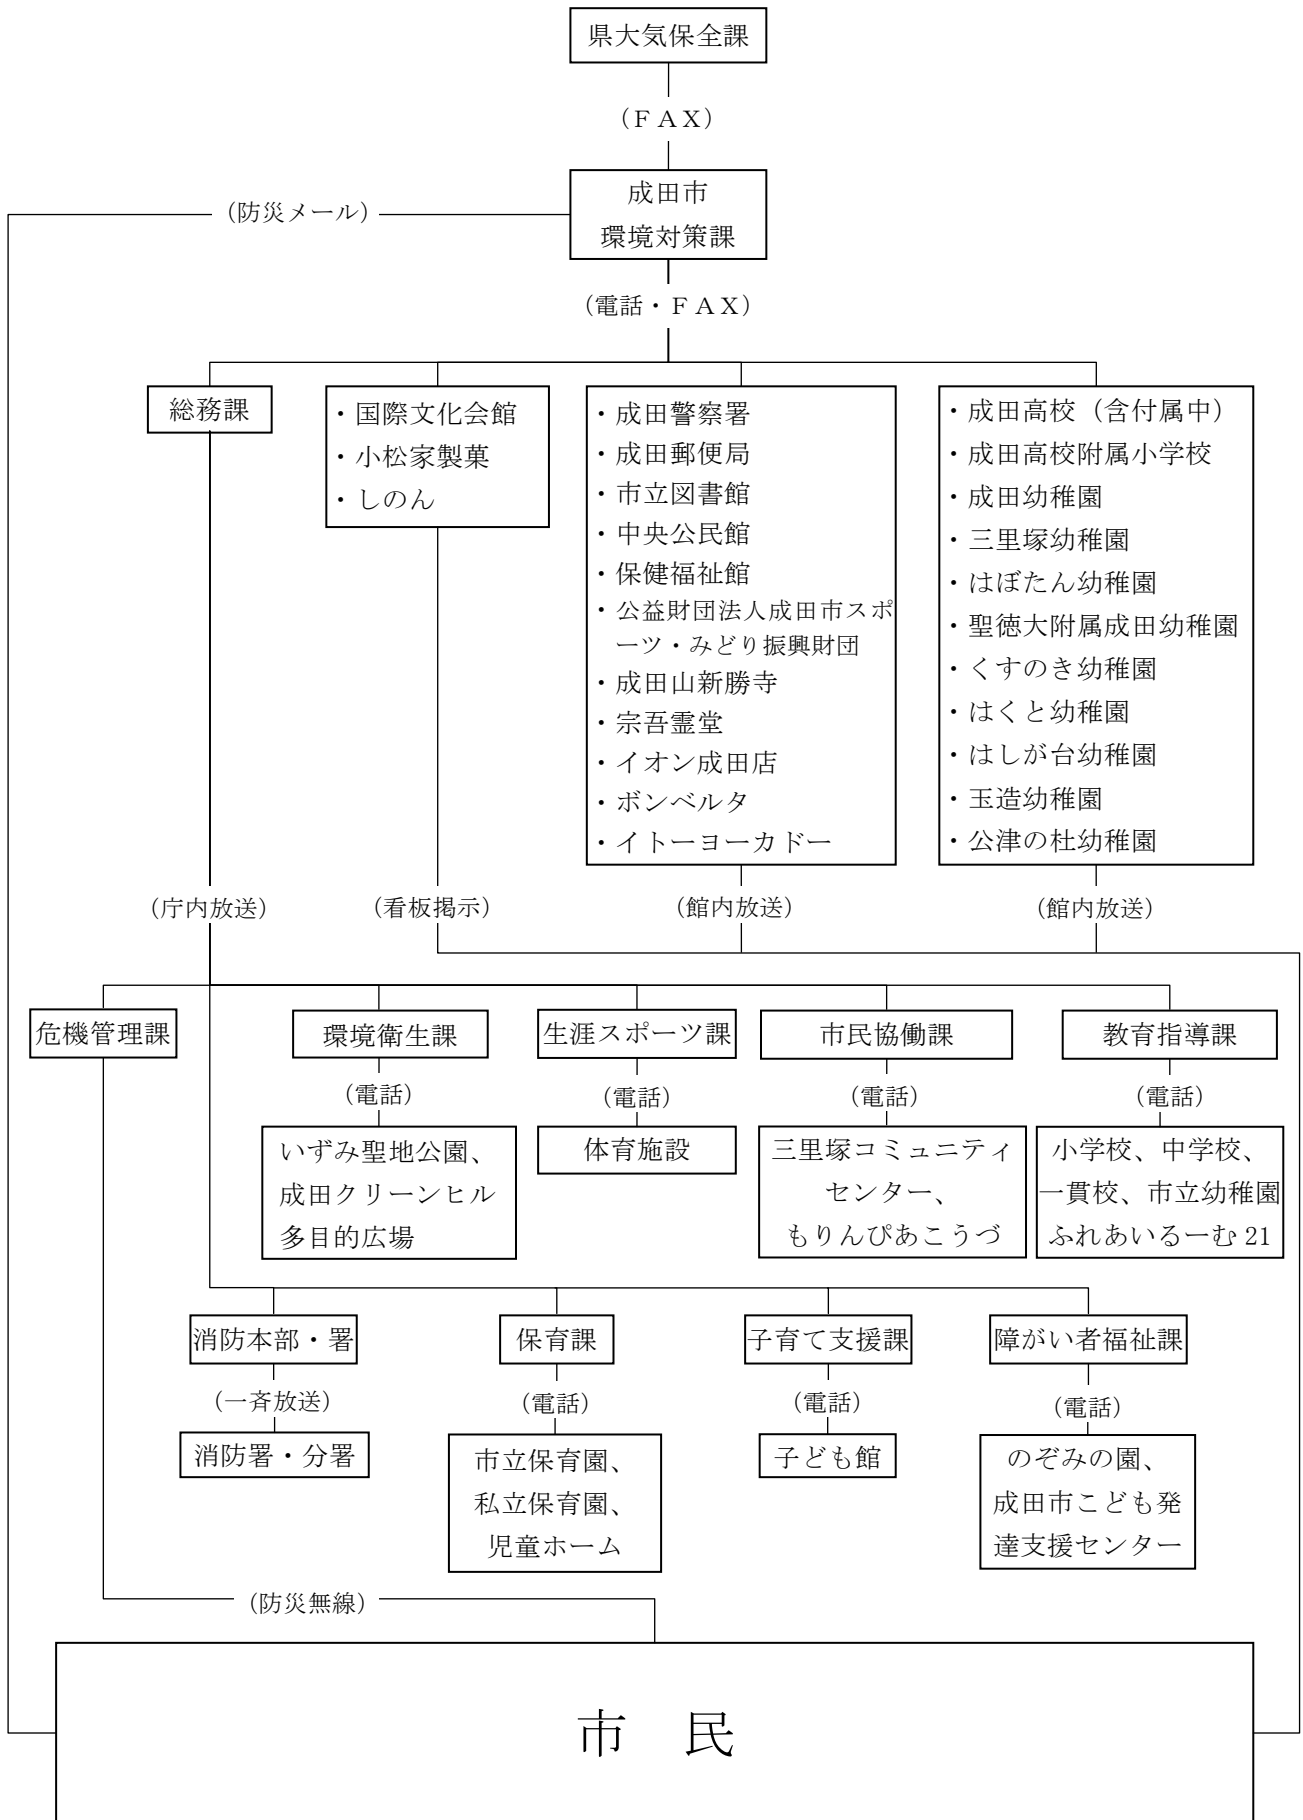 県大気保全課
（ＦＡＸ）
成田市
環境対策課
（防災メール）
（電話・ＦＡＸ）
総務課
・国際文化会館
・小松家製菓
・しのん
・成田警察署
・成田郵便局
・市立図書館
・中央公民館
・保健福祉館
・公益財団法人成田市スポ
ーツ・みどり振興財団
・成田山新勝寺
・宗吾霊堂
・イオン成田店
・ボンベルタ
・イトーヨーカドー
・成田高校（含付属中）
・成田高校附属小学校
・成田幼稚園
・三里塚幼稚園
・はぼたん幼稚園
・聖徳大附属成田幼稚園
・くすのき幼稚園
・はくと幼稚園
・はしが台幼稚園
・玉造幼稚園
・公津の杜幼稚園
（庁内放送）
（看板掲示）
（館内放送）
（館内放送）
危機管理課
環境衛生課
生涯スポーツ課
市民協働課
教育指導課
（電話）
（電話）
（電話）
（電話）
いずみ聖地公園、
成田クリーンヒル
多目的広場
体育施設
三里塚コミュニティ
センター、
もりんぴあこうづ
小学校、中学校、
一貫校、市立幼稚園
ふれあいるーむ 21
消防本部・署
保育課
子育て支援課
障がい者福祉課
（一斉放送）
（電話）
（電話）
（電話）
消防署・分署
市立保育園、
私立保育園、
児童ホーム
子ども館
のぞみの園、
成田市こども発
達支援センター
（防災無線）
市　民